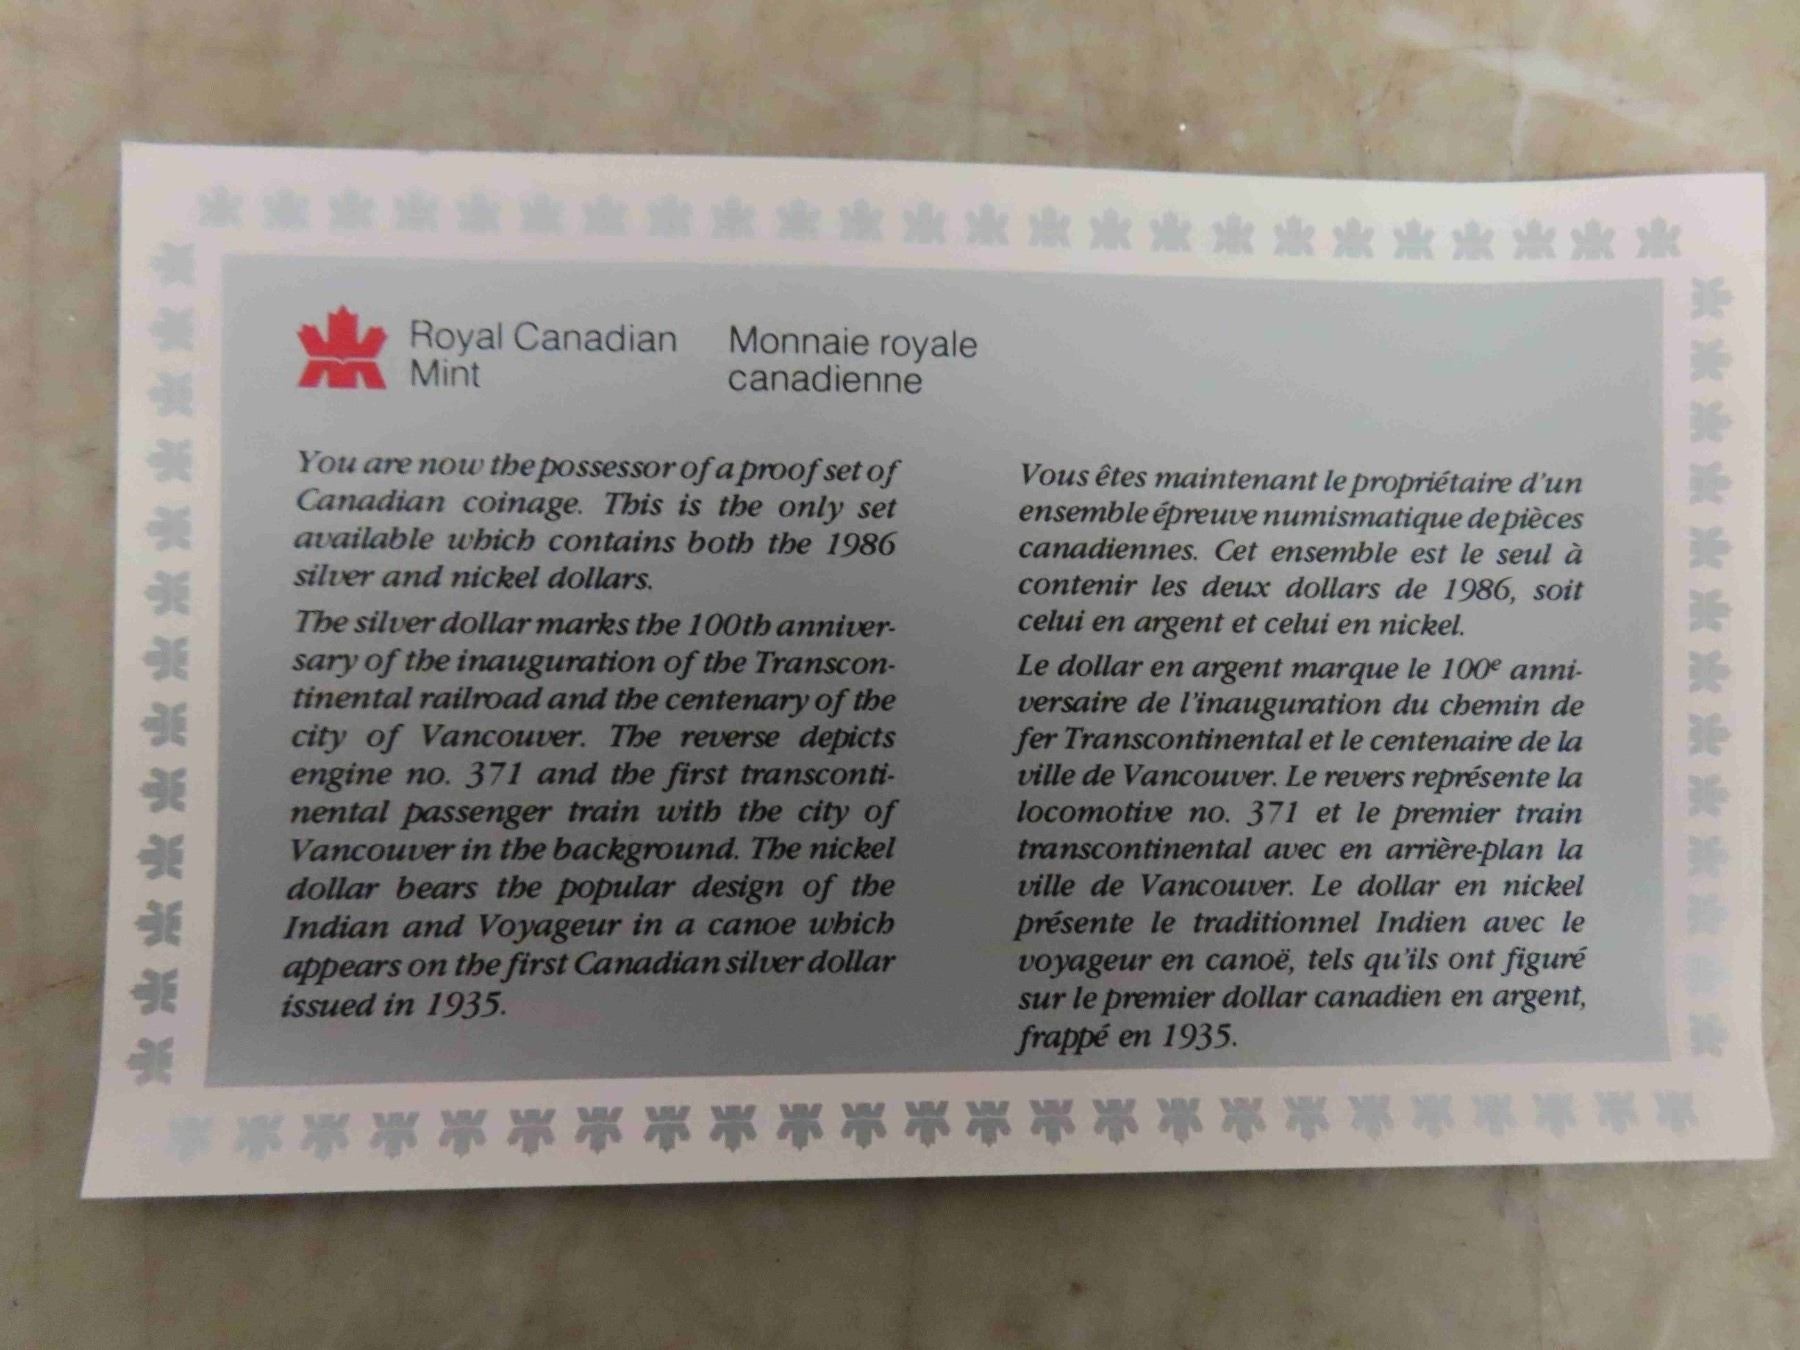 Royal Canadian
Mint
Monnaie royale
canadienne
You are now the possessor of a proof set of
Canadian coinage. This is the only set
available which contains both the 1986
silver and nickel dollars.
The silver dollar marks the 100th anniver-
sary of the inauguration of the Transcon-
tinental railroad and the centenary of the
city of Vancouver. The reverse depicts
engine no. 371 and the first transconti-
nental passenger train with the city of
Vancouver in the background. The nickel
dollar bears the popular design of the
Indian and Voyageur in a canoe which
appears on the first Canadian silver dollar
issued in 1935.
Vous êtes maintenant le propriétaire d'un
ensemble épreuve numismatique de pièces
canadiennes. Cet ensemble est le seul à
contenir les deux dollars de 1986, soit
celui en argent et celui en nickel.
Le dollar en argent marque le 100e anni-
versaire de l'inauguration du chemin de
fer Transcontinental et le centenaire de la
ville de Vancouver. Le revers représente la
locomotive no. 371 et le premier train
transcontinental avec en arrière-plan la
ville de Vancouver. Le dollar en nickel
présente le traditionnel Indien avec le
voyageur en canoë, tels qu'ils ont figuré
sur le premier dollar canadien en argent,
frappé en 1935.